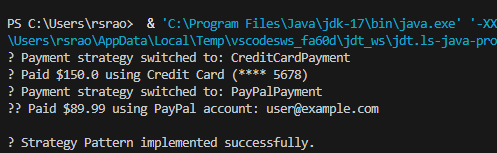 PS C:\Users\rsrao>  & 'C:\Program Files\Java\jdk-17\bin\java.exe' '-XX
\Users\rsrao\AppData\Local\Temp\vscodesws_fa60d\jdt_ws\jdt.ls-java-pro
? Payment strategy switched to: CreditCardPayment
? Paid $150.0 using Credit Card (**** 5678)
? Payment strategy switched to: PayPalPayment
?? Paid $89.99 using PayPal account: user@example.com
? Strategy Pattern implemented successfully.